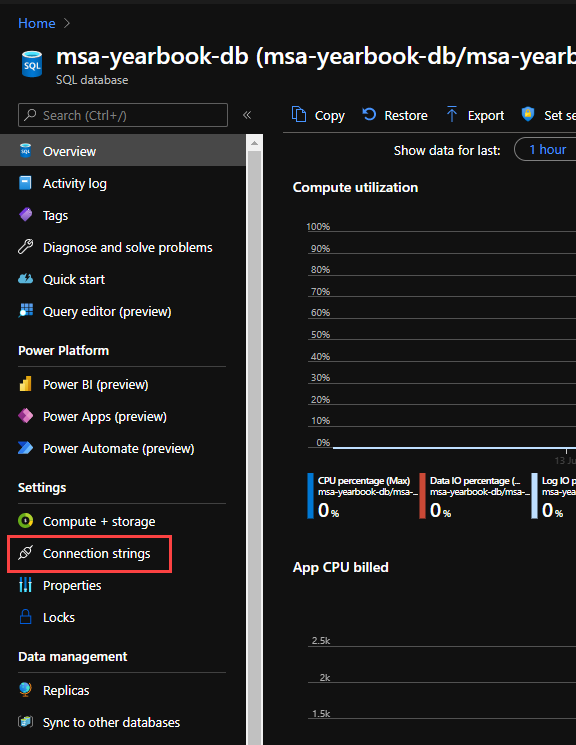 Home
msa-yearbook-db (msa-yearbook-db/msa-yearb
SQL
SQL database
Search (Ctrl+/)
Copy
Restore
Export
Set se
Show data for last:
1 hour
Overview
Activity log
Tags
Diagnose and solve problems
Quick start
Query editor (preview)
Power Platform
Power BI (preview)
Power Apps (preview)
Power Automate (preview)
Settings
Compute + storage
Connection strings
Properties
Locks
Data management
Replicas
Sync to other databases
Compute utilization
100%
90%
80%
70%
60%
50%
40%
30%
20%
10%
0%
13 Ju
CPU percentage (Max)
msa-yearbook-db/msa-...
0 %
Data IO percentage (...
msa-yearbook-db/msa-...
0 %
Log IO p
msa-year
0 %
App CPU billed
2.5k
2k
1.5k